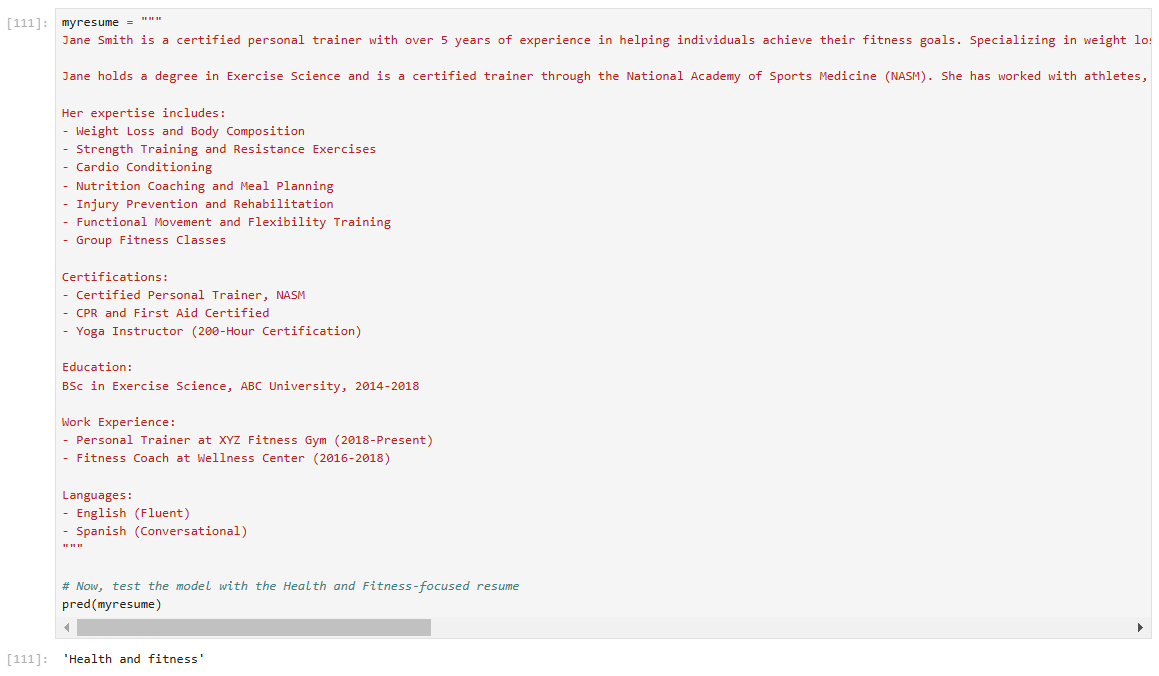 [111]: myresume = """
Jane Smith is a certified personal trainer with over 5 years of experience in helping individuals achieve their fitness goals. Specializing in weight
Jane holds a degree in Exercise Science and is a certified trainer through the National Academy of Sports Medicine (NASM). She has worked with athletes,
Her expertise includes:
- Weight Loss and Body Composition
- Strength Training and Resistance Exercises
- Cardio Conditioning
- Nutrition Coaching and Meal Planning
- Injury Prevention and Rehabilitation
- Functional Movement and Flexibility Training
- Group Fitness Classes
Certifications:
- Certified Personal Trainer, NASM
- CPR and First Aid Certified
- Yoga Instructor (200-Hour Certification)
Education:
BSc in Exercise Science, ABC University, 2014-2018
Work Experience:
- Personal Trainer at XYZ Fitness Gym (2018-Present)
- Fitness Coach at Wellness Center (2016-2018)
Languages:
- English (Fluent)
- Spanish (Conversational)
"""
# Now, test the model with the Health and Fitness-focused resume
pred(myresume)
[111]: 'Health and fitness'